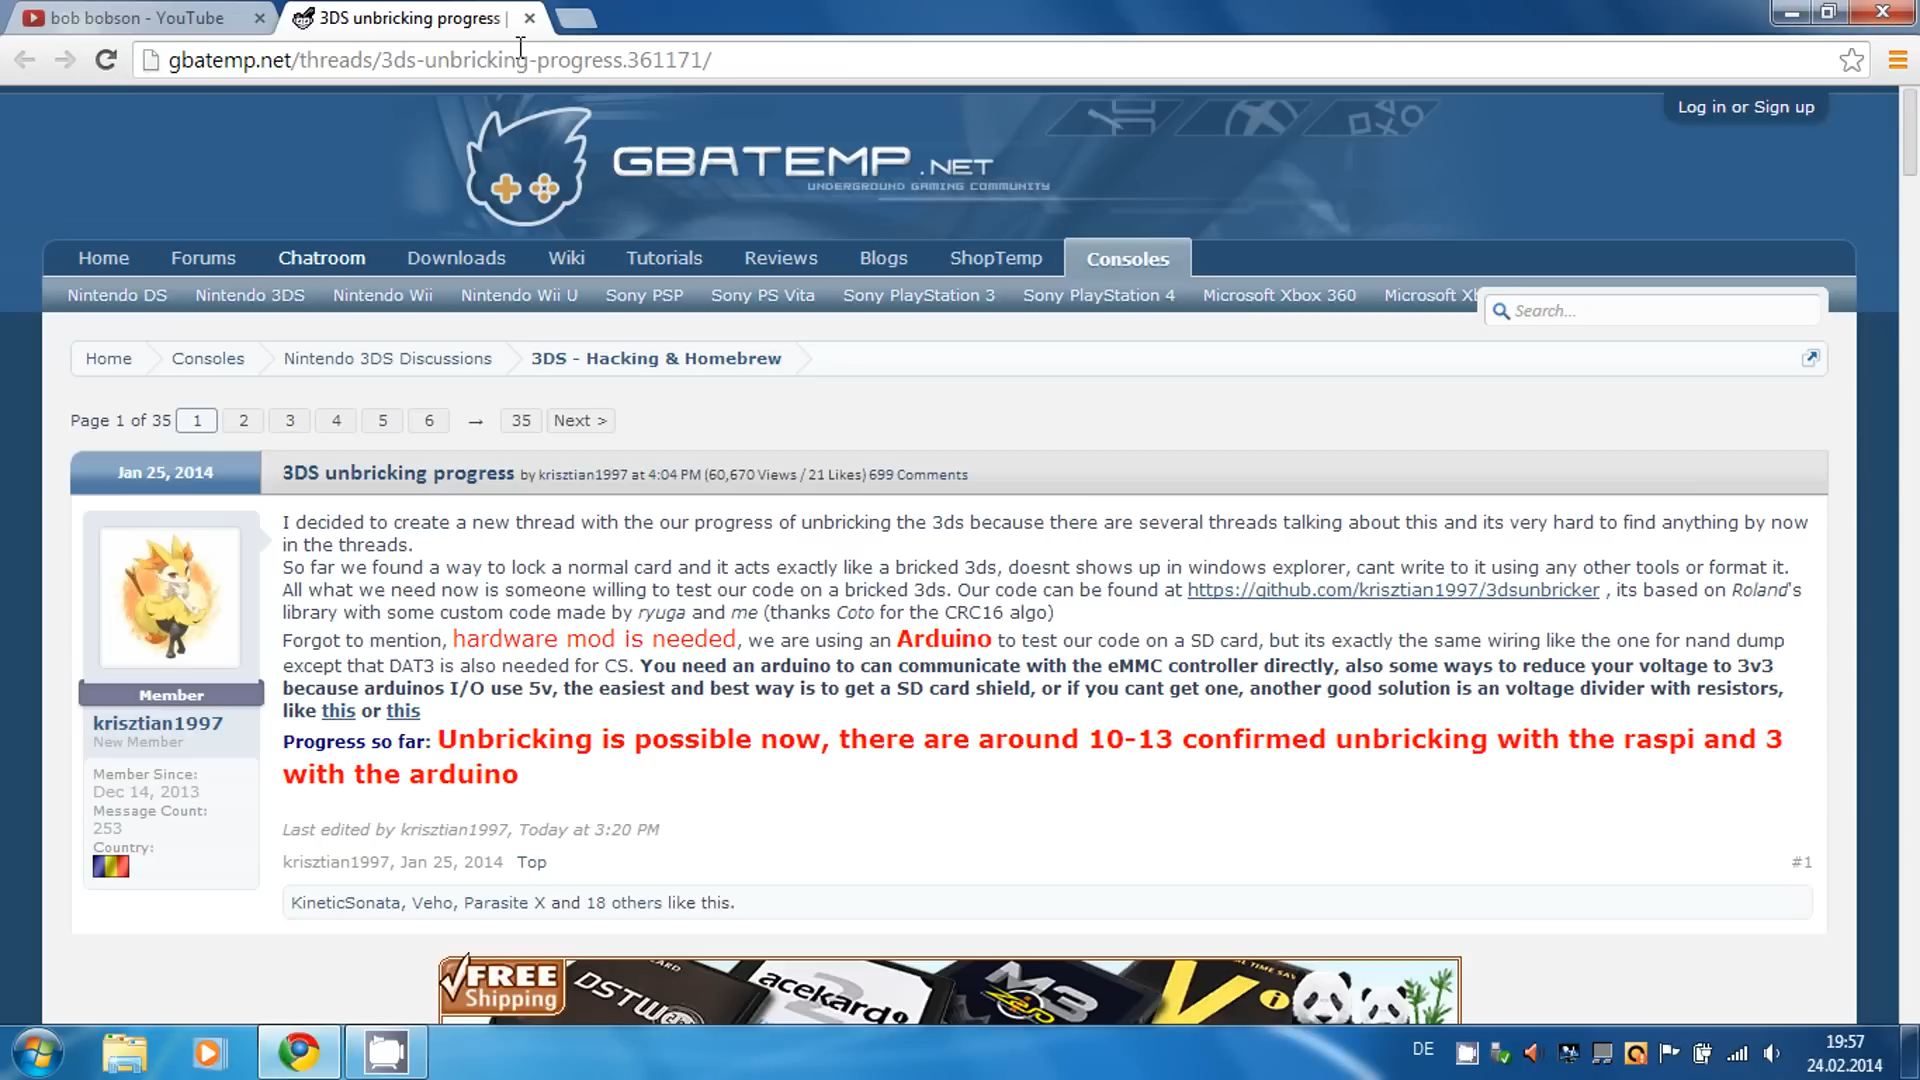 bob bobson - YouTube
3DS unbricking progress |
gbatemp.net/threads/3ds-unbricking-progress.361171/
Log in or Sign up
GBATEMP.NET
UNDERGROUND GAMING COMMUNITY
Home Forums Chatroom Downloads Wiki Tutorials Reviews Blogs ShopTemp Consoles
Nintendo DS Nintendo 3DS Nintendo Wii Nintendo Wii U Sony PSP Sony PS Vita Sony PlayStation 3 Sony PlayStation 4 Microsoft Xbox 360 Microsoft Xb
Search...
Home Consoles Nintendo 3DS Discussions 3DS - Hacking & Homebrew
Page 1 of 35 1 2 3 4 5 6 → 35 Next >
Jan 25, 2014
3DS unbricking progress by krisztian1997 at 4:04 PM (60,670 Views / 21 Likes) 699 Comments
I decided to create a new thread with the our progress of unbricking the 3ds because there are several threads talking about this and its very hard to find anything by now
in the threads.
So far we found a way to lock a normal card and it acts exactly like a bricked 3ds, doesnt shows up in windows explorer, cant write to it using any other tools or format it.
All what we need now is someone willing to test our code on a bricked 3ds. Our code can be found at https://github.com/krisztian1997/3dsunbricker , its based on Roland's
library with some custom code made by ryuga and me (thanks Coto for the CRC16 algo)
Forgot to mention, hardware mod is needed, we are using an Arduino to test our code on a SD card, but its exactly the same wiring like the one for nand dump
except that DAT3 is also needed for CS. You need an arduino to can communicate with the eMMC controller directly, also some ways to reduce your voltage to 3v3
because arduinos I/O use 5v, the easiest and best way is to get a SD card shield, or if you cant get one, another good solution is an voltage divider with resistors,
like this or this
Progress so far: Unbricking is possible now, there are around 10-13 confirmed unbricking with the raspi and 3
with the arduino
Last edited by krisztian1997, Today at 3:20 PM
krisztian1997, Jan 25, 2014 Top
#1
KineticSonata, Veho, Parasite X and 18 others like this.
Member
krisztian1997
New Member
Member Since:
Dec 14, 2013
Message Count:
253
Country:
FREE
Shipping
DSTWO
CARD
acekard
2
M3
Zero
REAL TIME SAV
i
DE
19:57
24.02.2014